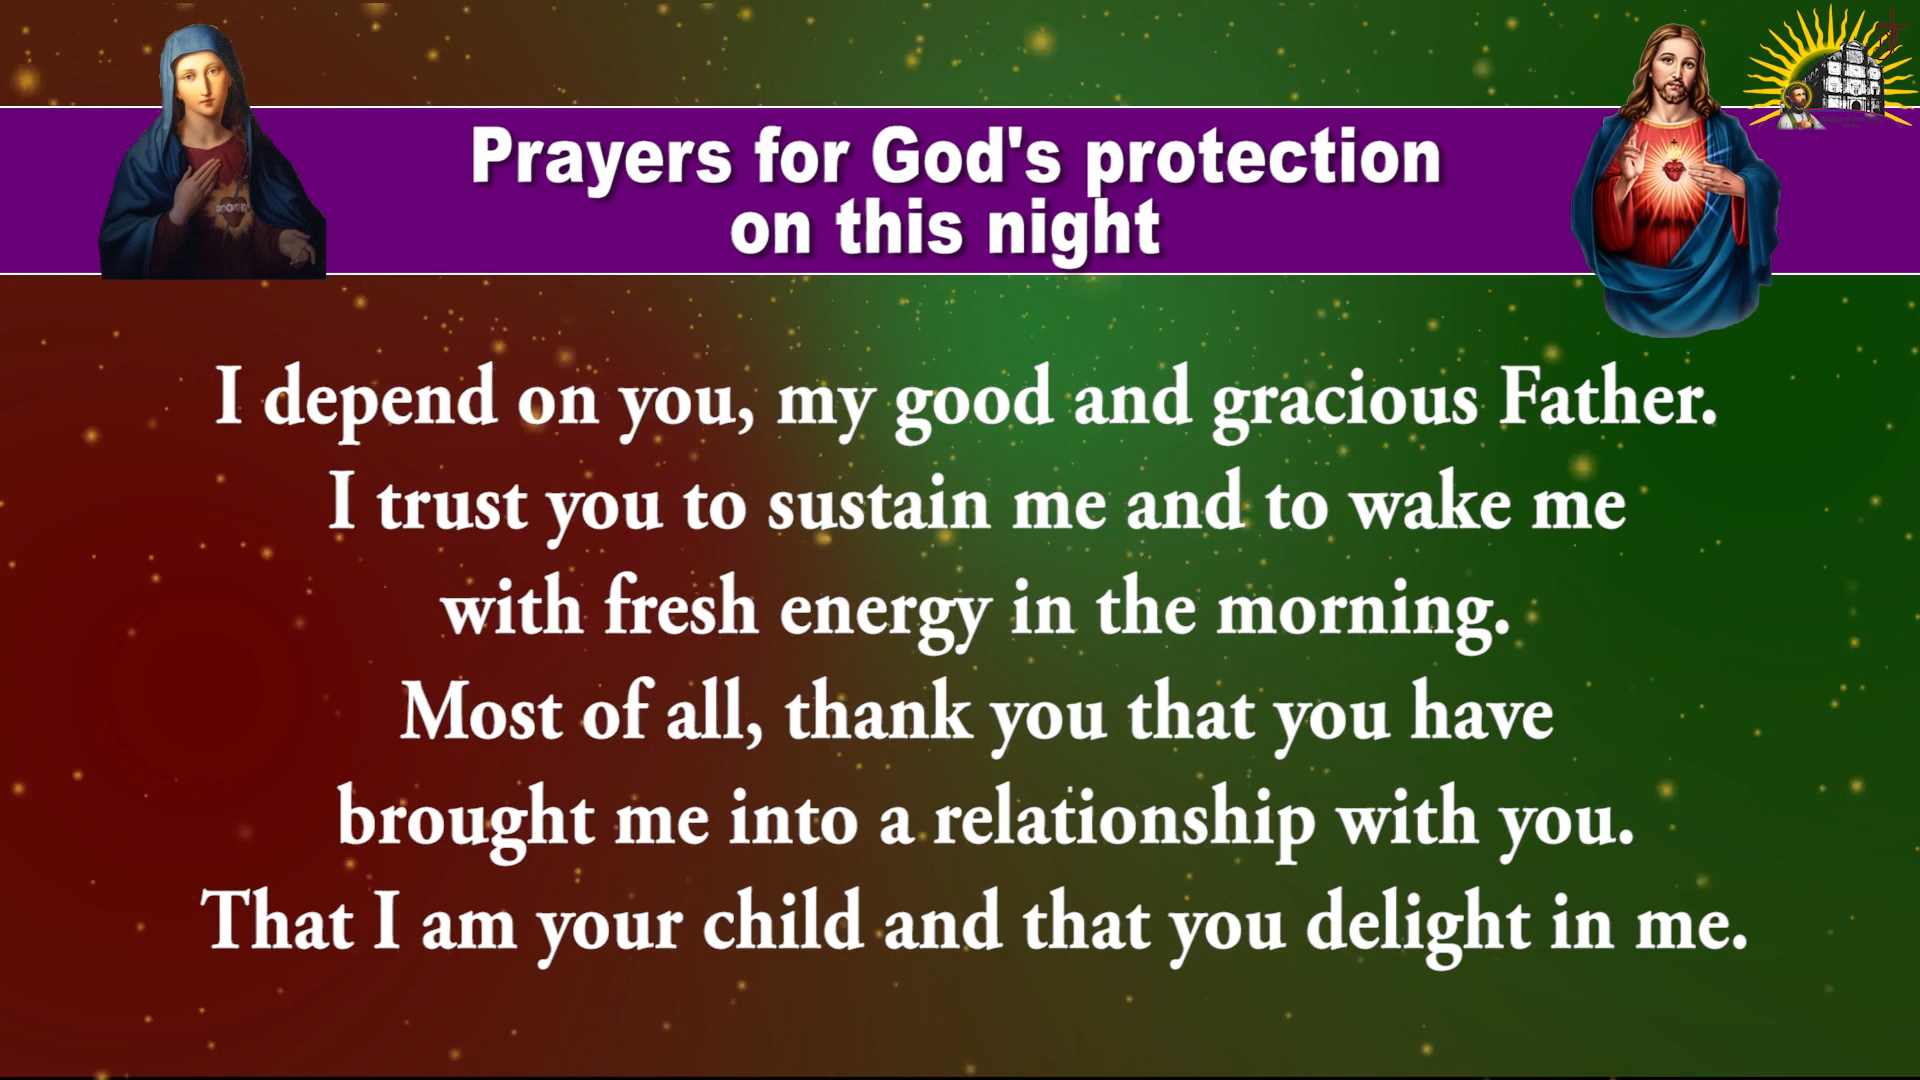 Prayers for God's protection
on this night
I depend on you, my good and gracious Father.
I trust you to sustain me and to wake me
with fresh energy in the morning.
Most of all, thank you that you have
brought me into a relationship with you.
That I am your child and that you delight in me.